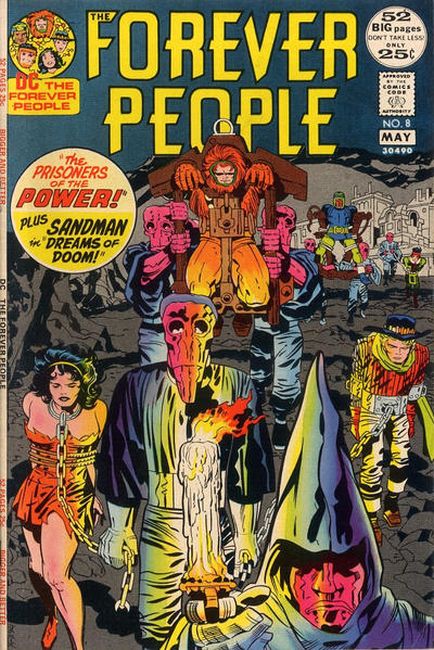 THE
FOREVER
PEOPLE
DC THE
FOREVER
PEOPLE
52
BIG pages
DON'T TAKE LESS!
ONLY
25¢
APPROVED
BY THE
COMICS
CODE
AUTHORITY
NO. 8
MAY
30490
"The
PRISONERS
OF THE
POWER!"
PLUS SANDMAN
in "DREAMS OF
DOOM!"
52 PAGES 25¢ BIGGER AND BETTER DC THE FOREVER PEOPLE 52 PAGES 25¢ BIGGER AND BETTER